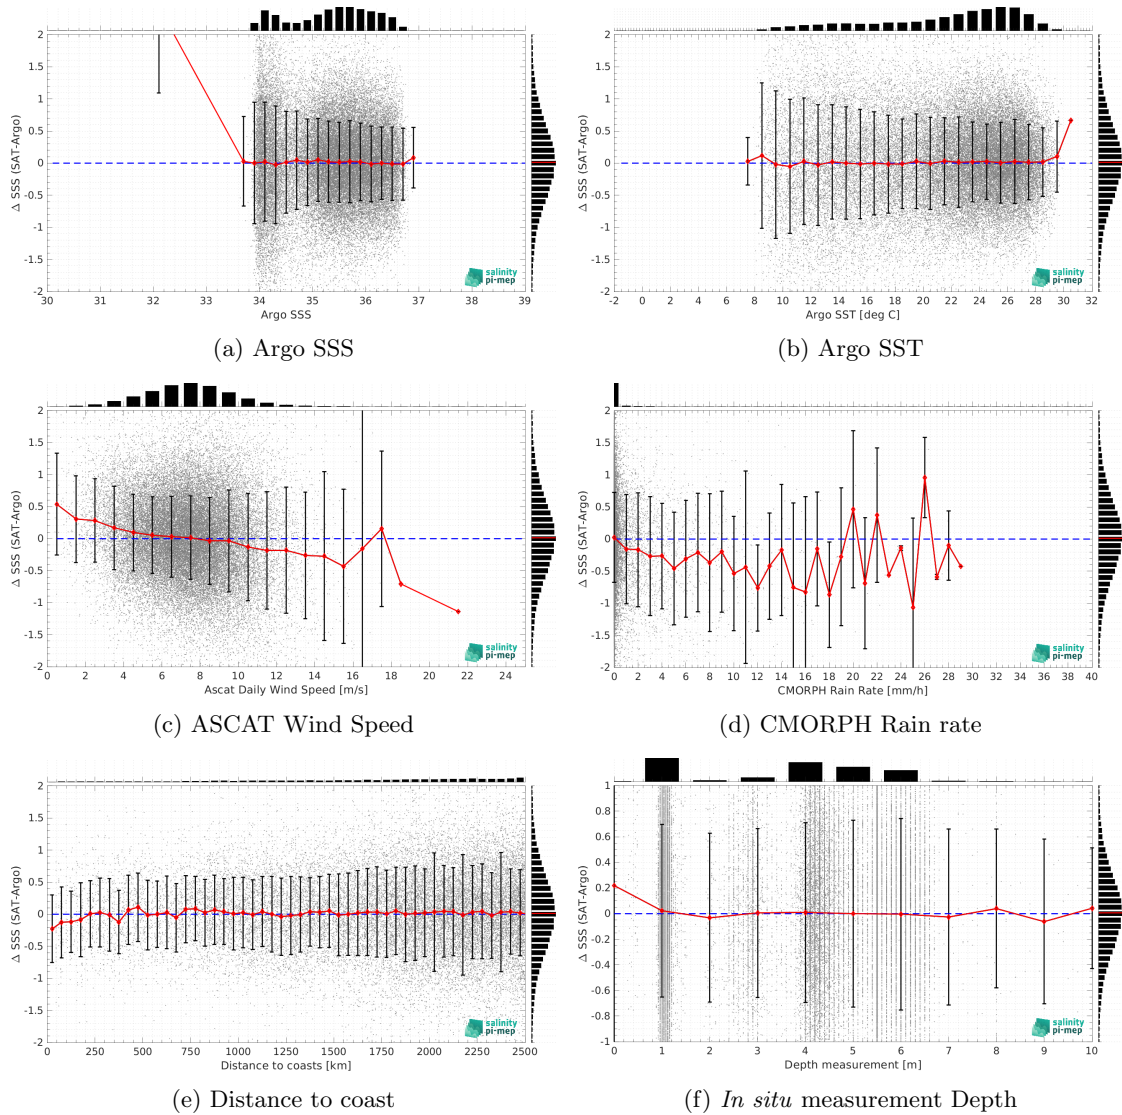 2
1.5
1
0.5
0
-0.5
-1
-1.5
-2
Δ SSS (SAT-Argo)
30 31 32 33 34 35 36 37 38 39
Argo SSS
salinity
pi-mep
(a) Argo SSS
2
1.5
1
0.5
0
-0.5
-1
-1.5
-2
Δ SSS (SAT-Argo)
-2 0 2 4 6 8 10 12 14 16 18 20 22 24 26 28 30 32
Argo SST [deg C]
salinity
pi-mep
(b) Argo SST
2
1.5
1
0.5
0
-0.5
-1
-1.5
-2
Δ SSS (SAT-Argo)
0 2 4 6 8 10 12 14 16 18 20 22 24
Ascat Daily Wind Speed [m/s]
salinity
pi-mep
(c) ASCAT Wind Speed
2
1.5
1
0.5
0
-0.5
-1
-1.5
-2
Δ SSS (SAT-Argo)
0 2 4 6 8 10 12 14 16 18 20 22 24 26 28 30 32 34 36 38 40
CMORPH Rain Rate [mm/h]
salinity
pi-mep
(d) CMORPH Rain rate
2
1.5
1
0.5
0
-0.5
-1
-1.5
-2
Δ SSS (SAT-Argo)
0 250 500 750 1000 1250 1500 1750 2000 2250 2500
Distance to coasts [km]
salinity
pi-mep
(e) Distance to coast
1
0.8
0.6
0.4
0.2
0
-0.2
-0.4
-0.6
-0.8
-1
Δ SSS (SAT-Argo)
0 1 2 3 4 5 6 7 8 9 10
Depth measurement [m]
salinity
pi-mep
(f) In situ measurement Depth